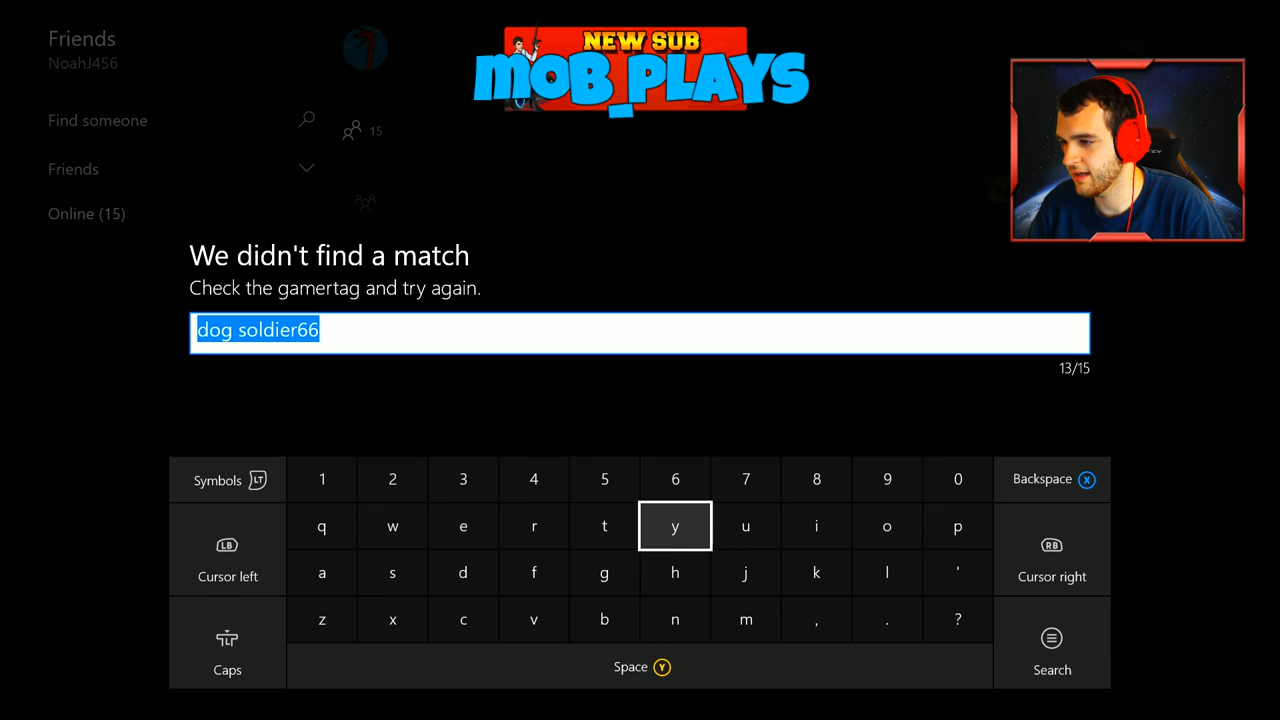 Friends
NoahJ456
NEW SUB
MOB_PLAYS
Find someone
15
Friends
Online (15)
We didn't find a match
Check the gamertag and try again.
dog soldier66
13/15
Symbols LT 1 2 3 4 5 6 7 8 9 0 Backspace X
q w e r t y u i o p
LB RB
Cursor left a s d f g h j k l ' Cursor right
z x c v b n m , . ?
Caps Space Y Search